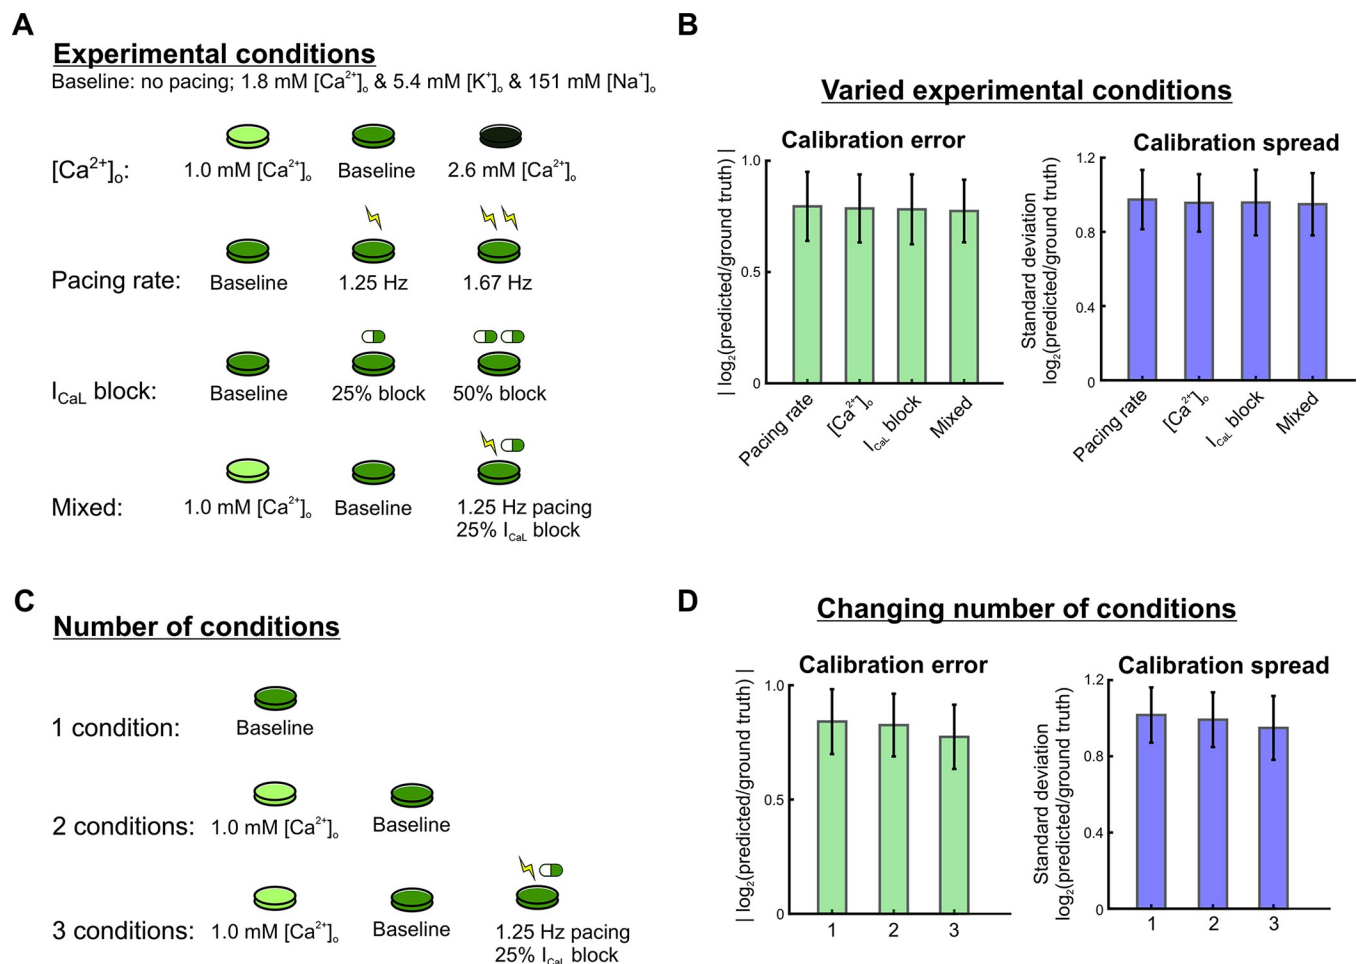 A
Experimental conditions
Baseline: no pacing; 1.8 mM [Ca²⁺]ₒ & 5.4 mM [K⁺]ₒ & 151 mM [Na⁺]ₒ
[Ca²⁺]ₒ:
1.0 mM [Ca²⁺]ₒ
Baseline
2.6 mM [Ca²⁺]ₒ
Pacing rate:
Baseline
1.25 Hz
1.67 Hz
I_CaL block:
Baseline
25% block
50% block
Mixed:
1.0 mM [Ca²⁺]ₒ
Baseline
1.25 Hz pacing
25% I_CaL block
B
Varied experimental conditions
Calibration error
| log₂(predicted/ground truth) |
1.0
0.5
0
Pacing rate
[Ca²⁺]ₒ
I_CaL block
Mixed
Calibration spread
Standard deviation
log₂(predicted/ground truth)
1.2
0.8
0.4
0
Pacing rate
[Ca²⁺]ₒ
I_CaL block
Mixed
C
Number of conditions
1 condition:
Baseline
2 conditions:
1.0 mM [Ca²⁺]ₒ
Baseline
3 conditions:
1.0 mM [Ca²⁺]ₒ
Baseline
1.25 Hz pacing
25% I_CaL block
D
Changing number of conditions
Calibration error
| log₂(predicted/ground truth) |
1.0
0.5
0
1 2 3
Calibration spread
Standard deviation
log₂(predicted/ground truth)
1.2
0.8
0.4
0
1 2 3